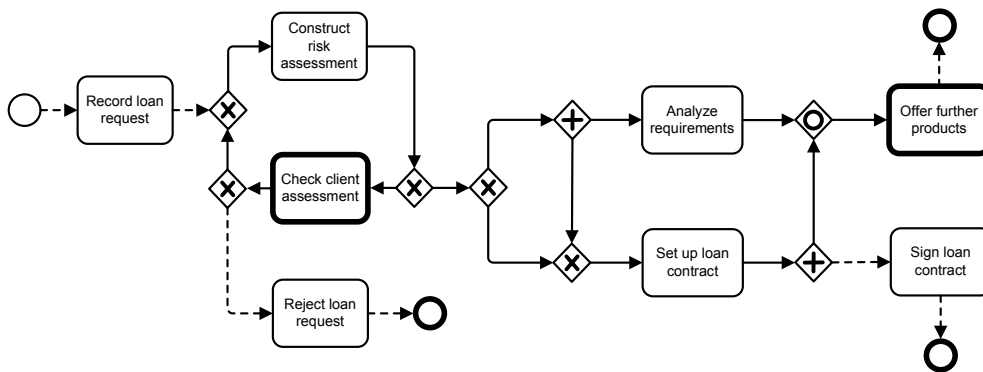 Construct
risk
assessment
Record loan
request
Analyze
requirements
Offer further
products
Check client
assessment
Set up loan
contract
Sign loan
contract
Reject loan
request